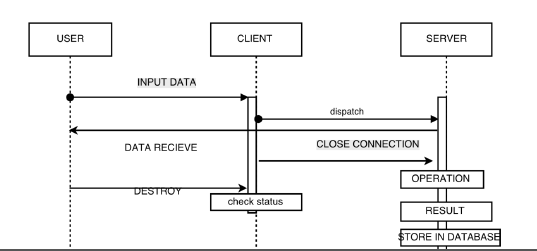 USER
CLIENT
SERVER
INPUT DATA
dispatch
DATA RECIEVE
CLOSE CONNECTION
OPERATION
DESTROY
check status
RESULT
STORE IN DATABASE